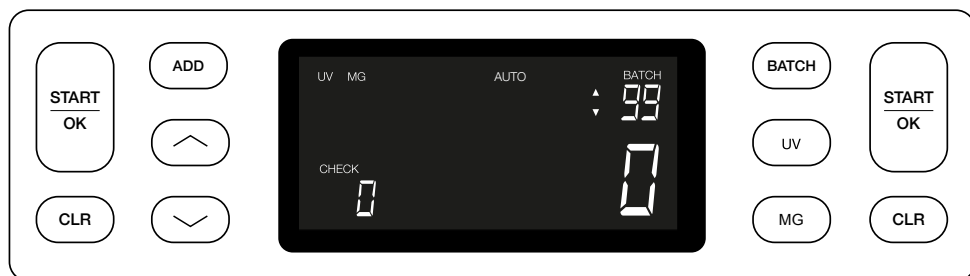 START
OK
CLR
ADD
UV MG AUTO BATCH
99
CHECK
0
0
BATCH
UV
MG
START
OK
CLR